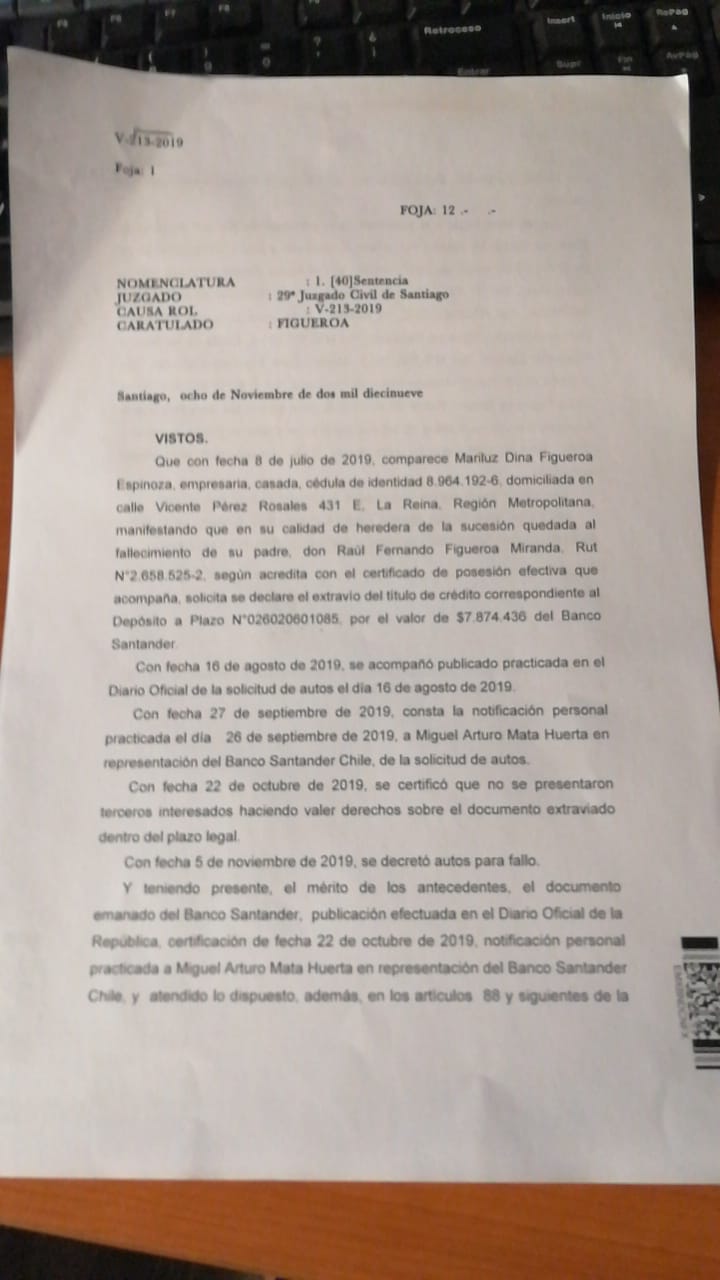 F6
F7
F8
Retroceso
Insert
Inicio
RePág
Supr
Fin
AvPág
Entrar
V-213-2019
Foja: 1
FOJA: 12 .- .-
NOMENCLATURA : 1. [40]Sentencia
JUZGADO : 29º Juzgado Civil de Santiago
CAUSA ROL : V-213-2019
CARATULADO : FIGUEROA
Santiago, ocho de Noviembre de dos mil diecinueve
VISTOS.
Que con fecha 8 de julio de 2019, comparece Mariluz Dina Figueroa
Espinoza, empresaria, casada, cédula de identidad 8.964.192-6, domiciliada en
calle Vicente Pérez Rosales 431 E, La Reina, Región Metropolitana,
manifestando que en su calidad de heredera de la sucesión quedada al
fallecimiento de su padre, don Raúl Fernando Figueroa Miranda, Rut
N°2.658.525-2, según acredita con el certificado de posesión efectiva que
acompaña, solicita se declare el extravío del título de crédito correspondiente al
Depósito a Plazo N°026020601085, por el valor de $7.874.436 del Banco
Santander.
Con fecha 16 de agosto de 2019, se acompañó publicado practicada en el
Diario Oficial de la solicitud de autos el día 16 de agosto de 2019.
Con fecha 27 de septiembre de 2019, consta la notificación personal
practicada el día 26 de septiembre de 2019, a Miguel Arturo Mata Huerta en
representación del Banco Santander Chile, de la solicitud de autos.
Con fecha 22 de octubre de 2019, se certificó que no se presentaron
terceros interesados haciendo valer derechos sobre el documento extraviado
dentro del plazo legal.
Con fecha 5 de noviembre de 2019, se decretó autos para fallo.
Y teniendo presente, el mérito de los antecedentes, el documento
emanado del Banco Santander, publicación efectuada en el Diario Oficial de la
República, certificación de fecha 22 de octubre de 2019, notificación personal
practicada a Miguel Arturo Mata Huerta en representación del Banco Santander
Chile, y atendido lo dispuesto, además, en los artículos 88 y siguientes de la